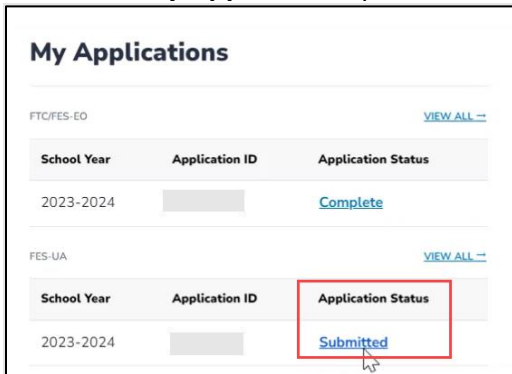 My Applications
FTC/FES-EO VIEW ALL →
School Year Application ID Application Status
2023-2024 Complete
FES-UA VIEW ALL →
School Year Application ID Application Status
2023-2024 Submitted